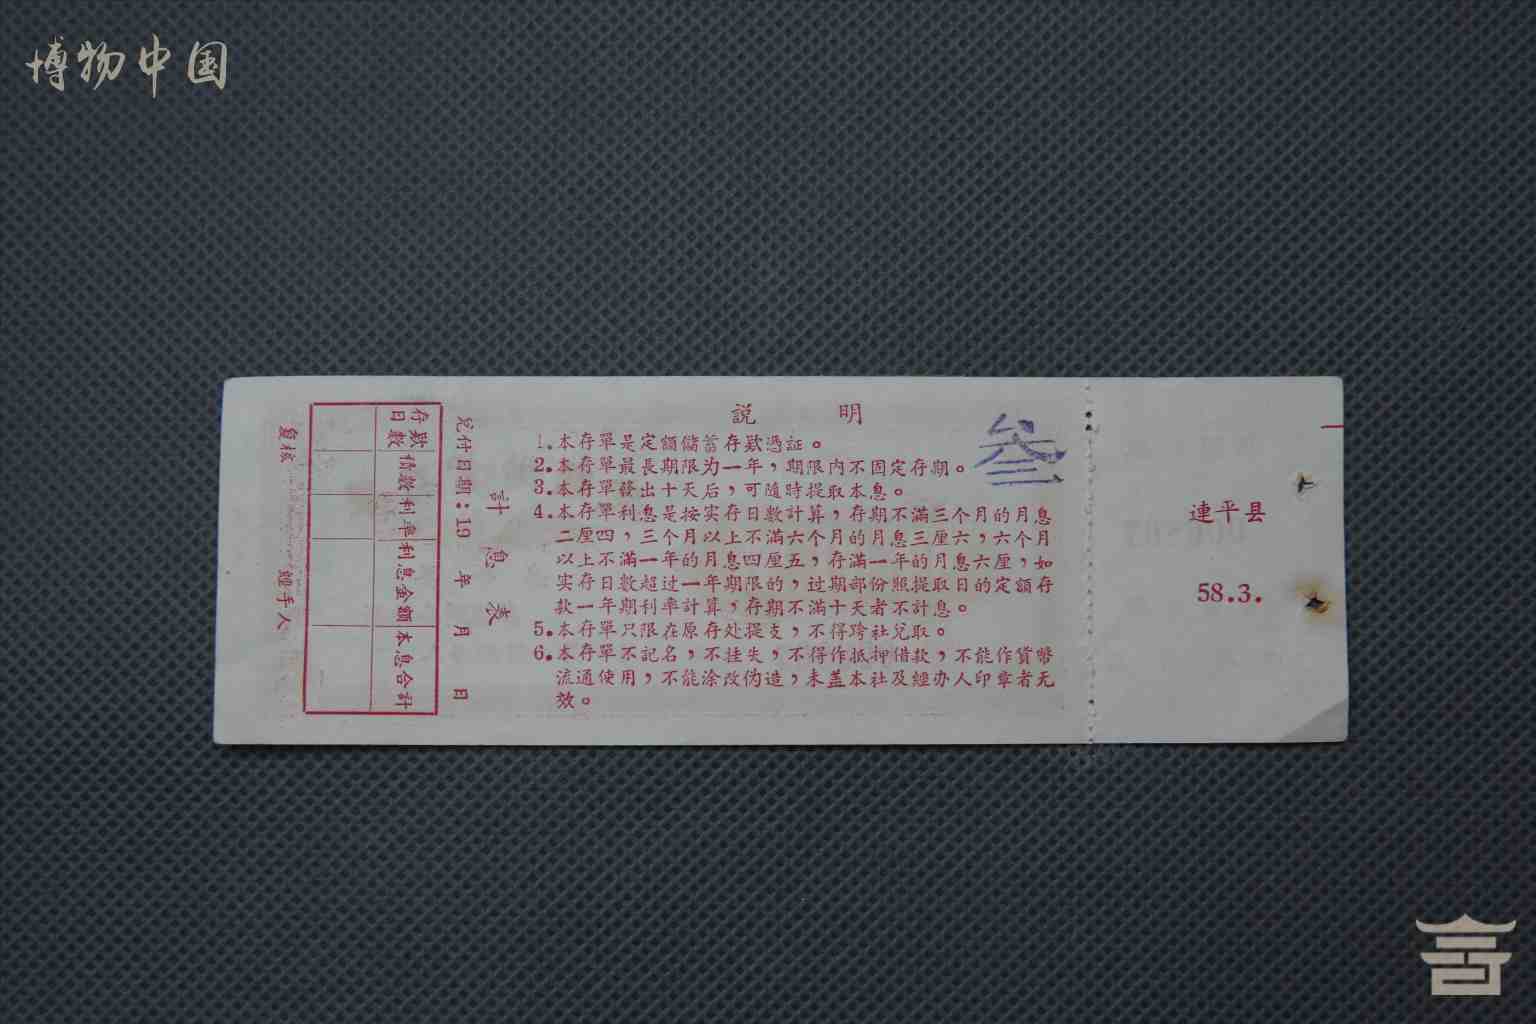 博物中国
説 明
1.本存單是定額儲蓄存欵憑証。
2.本存單最長期限为一年，期限内不固定存期。
3.本存單發出十天后，可随時提取本息。
4.本存單利息是按实存日数計算，存期不滿三个月的月息
二厘四，三个月以上不滿六个月的月息三厘六，六个月
以上不滿一年的月息四厘五，存滿一年的月息六厘，如
实存日数超过一年期限的，过期部份照提取日的定額存
款一年期利率計算，存期不滿十天者不計息。
5.本存單只限在原存处提支，不得跨社兌取。
6.本存單不記名，不挂失，不得作抵押借款，不能作貨幣
流通使用，不能涂改伪造，未盖本社及經办人印章者无
效。
叁
計息表
兌付日期：19 年 月 日
存欵日数
積数
利率
利息金額
本息合計
复核
經手人
連平县
58.3.